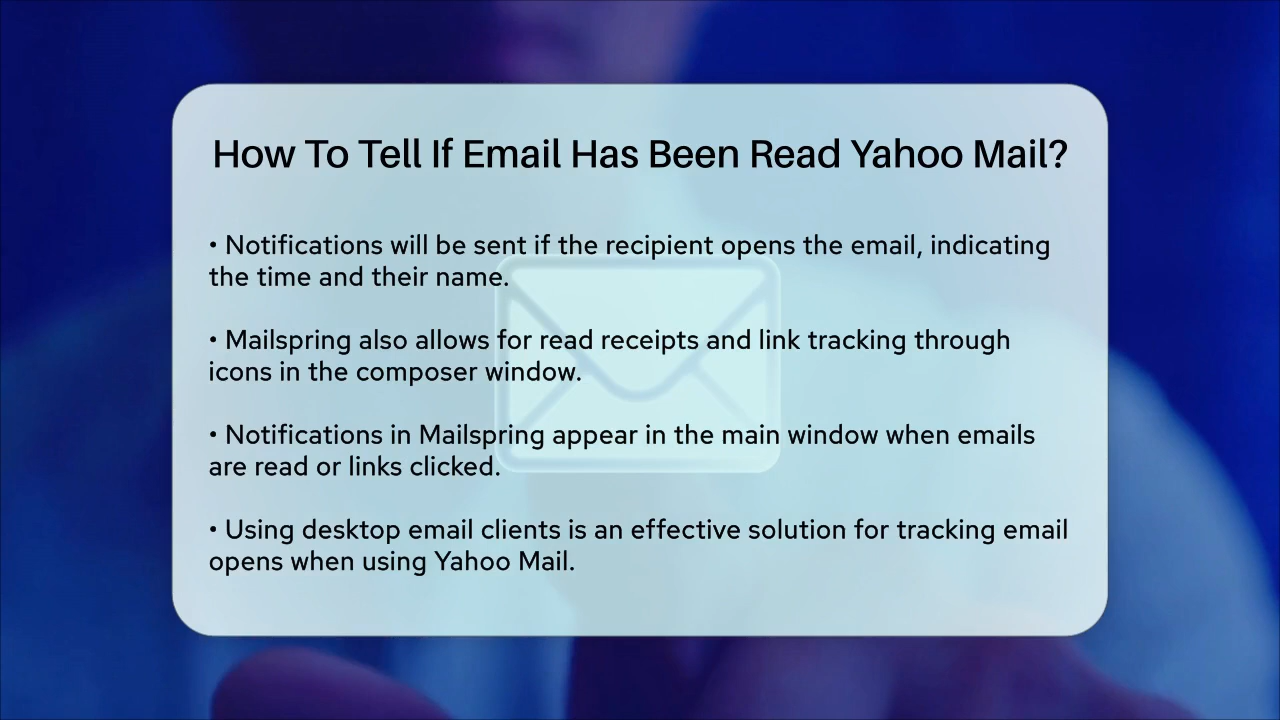 How To Tell If Email Has Been Read Yahoo Mail?
• Notifications will be sent if the recipient opens the email, indicating
the time and their name.
• Mailspring also allows for read receipts and link tracking through
icons in the composer window.
• Notifications in Mailspring appear in the main window when emails
are read or links clicked.
• Using desktop email clients is an effective solution for tracking email
opens when using Yahoo Mail.